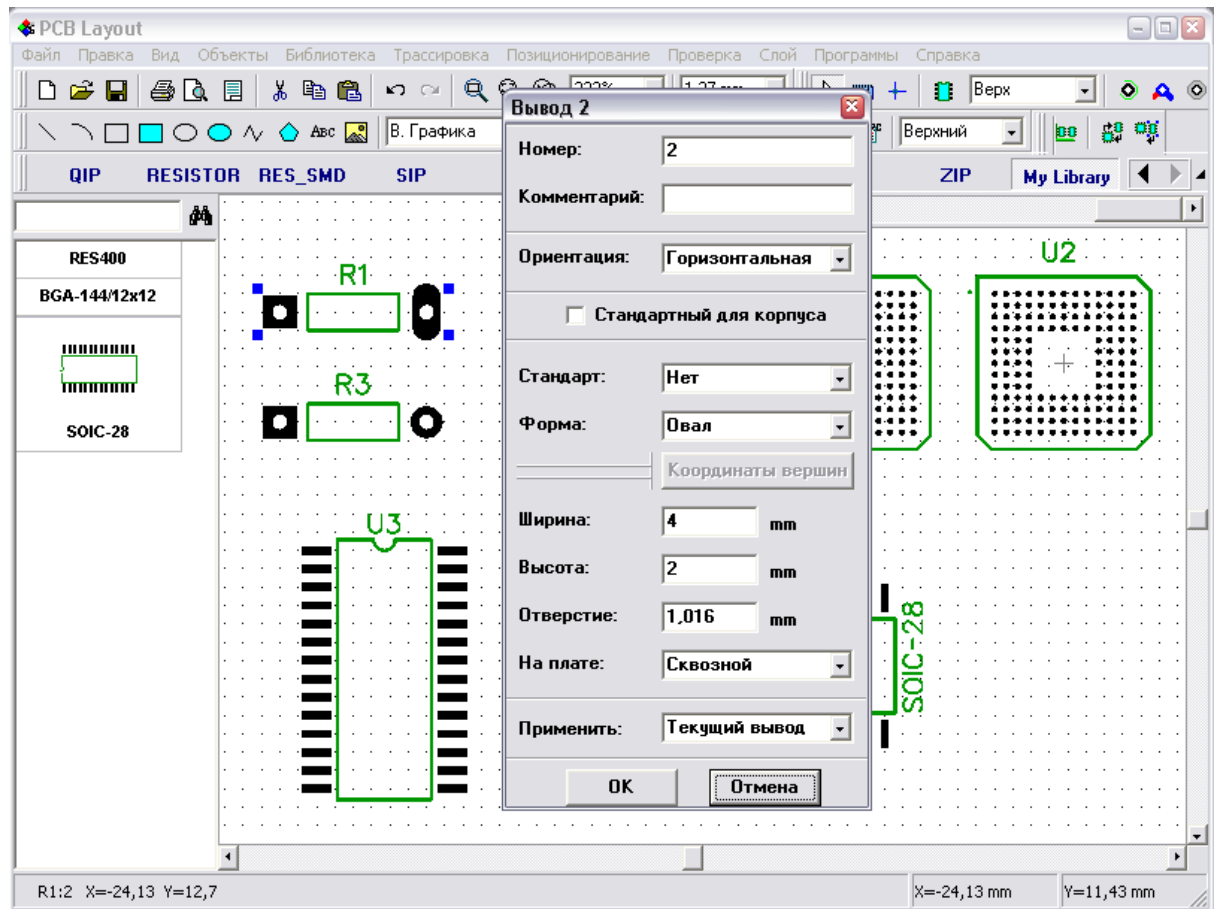 PCB Layout
Файл Правка Вид Объекты Библиотека Трассировка Позиционирование Проверка Слой Программы Справка
Верх
ABC В. Графика Верхний
QIP RESISTOR RES_SMD SIP ZIP My Library
RES400
BGA-144/12x12
SOIC-28
R1
R3
U3
U2
SOIC-28
Вывод 2
Номер: 2
Комментарий:
Ориентация: Горизонтальная
Стандартный для корпуса
Стандарт: Нет
Форма: Овал
Координаты вершин
Ширина: 4 mm
Высота: 2 mm
Отверстие: 1,016 mm
На плате: Сквозной
Применить: Текущий вывод
OK Отмена
R1:2 X=-24,13 Y=12,7 X=-24,13 mm Y=11,43 mm